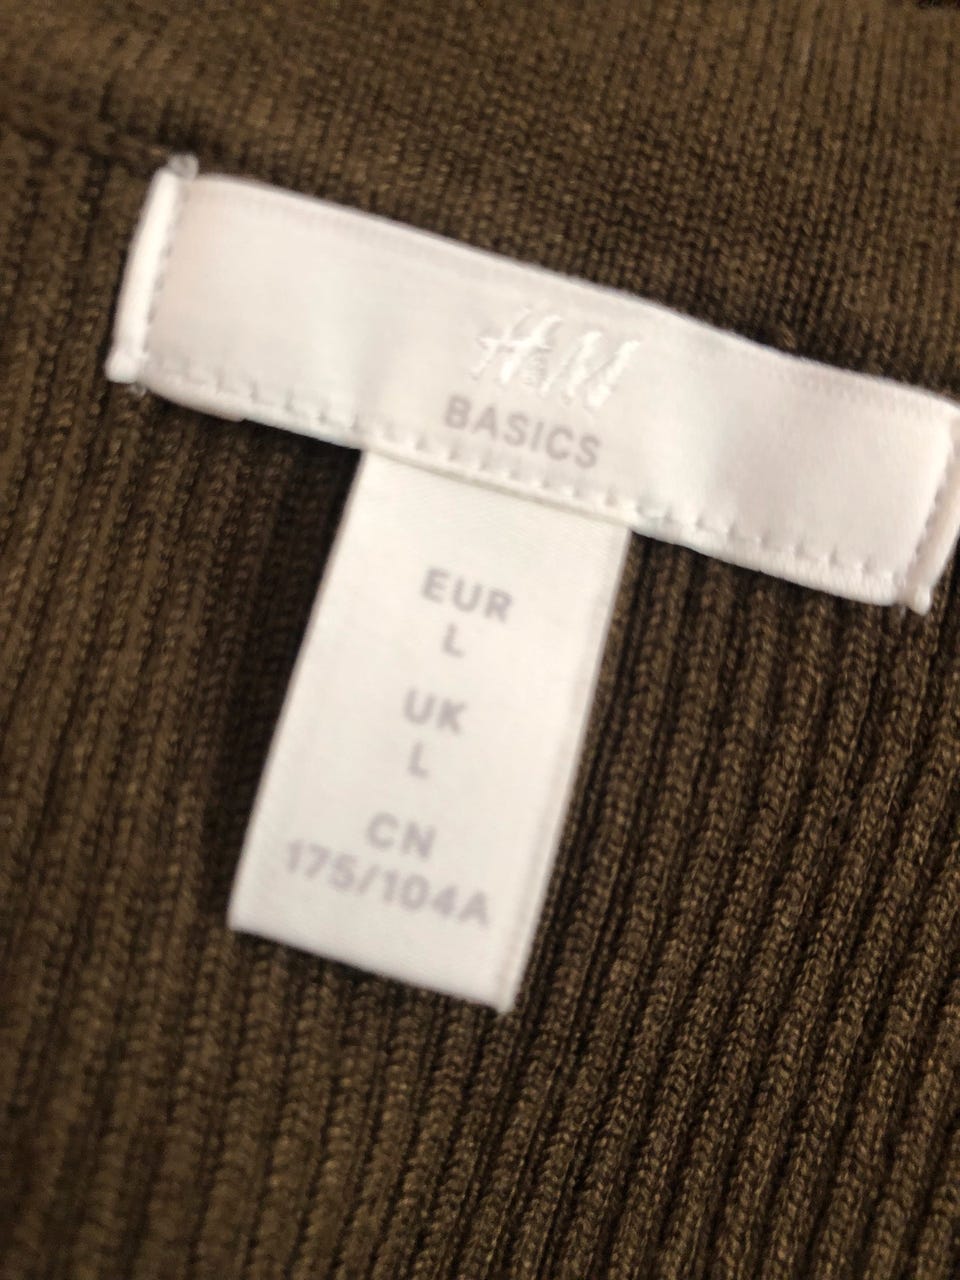 H&M
BASICS
EUR
L
UK
L
CN
175/104A